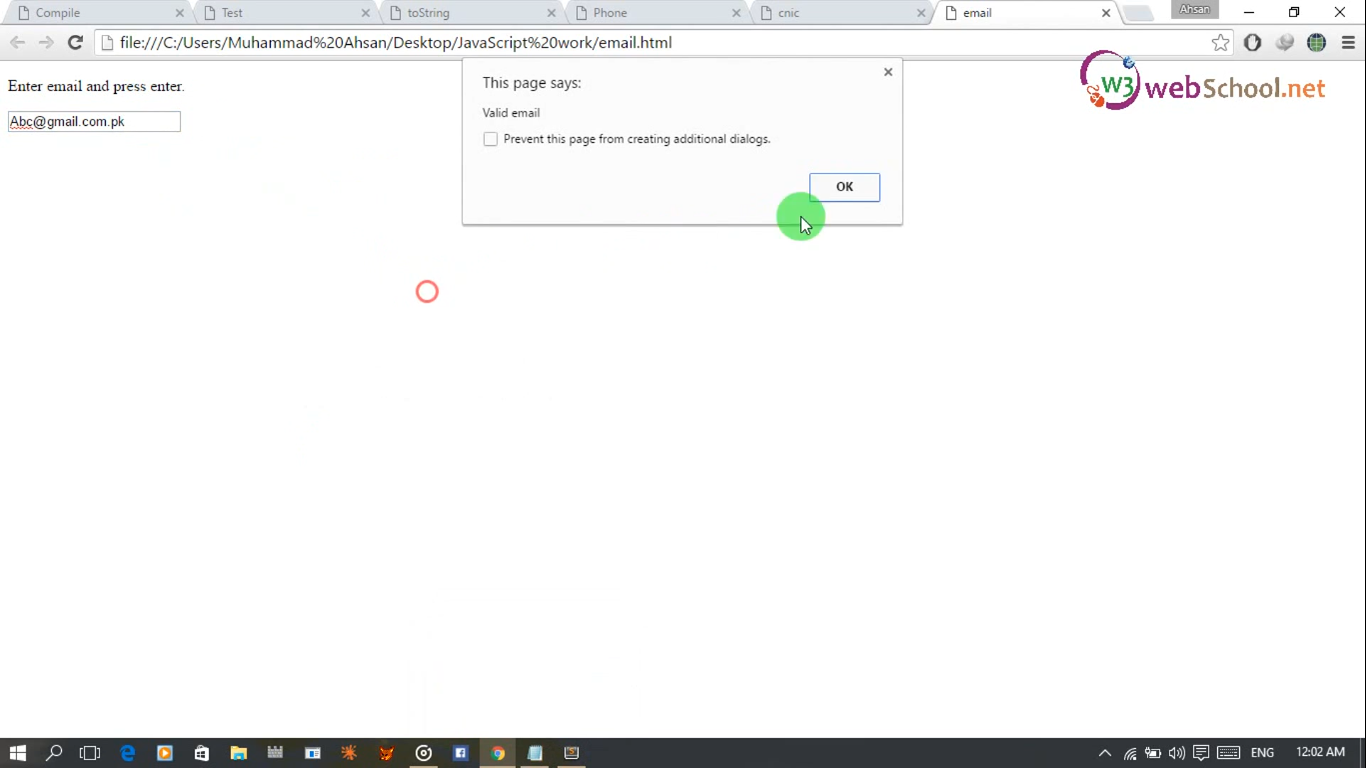 Compile
Test
toString
Phone
cnic
email
Ahsan
file:///C:/Users/Muhammad%20Ahsan/Desktop/JavaScript%20work/email.html
W3 webSchool.net
Enter email and press enter.
Abc@gmail.com.pk
This page says:
Valid email
Prevent this page from creating additional dialogs.
OK
ENG
12:02 AM